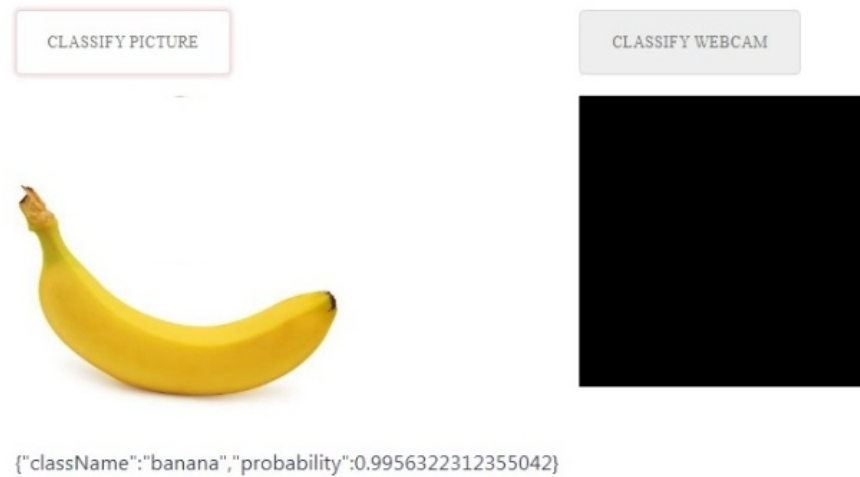 CLASSIFY PICTURE
CLASSIFY WEBCAM
{"className":"banana","probability":0.9956322312355042}